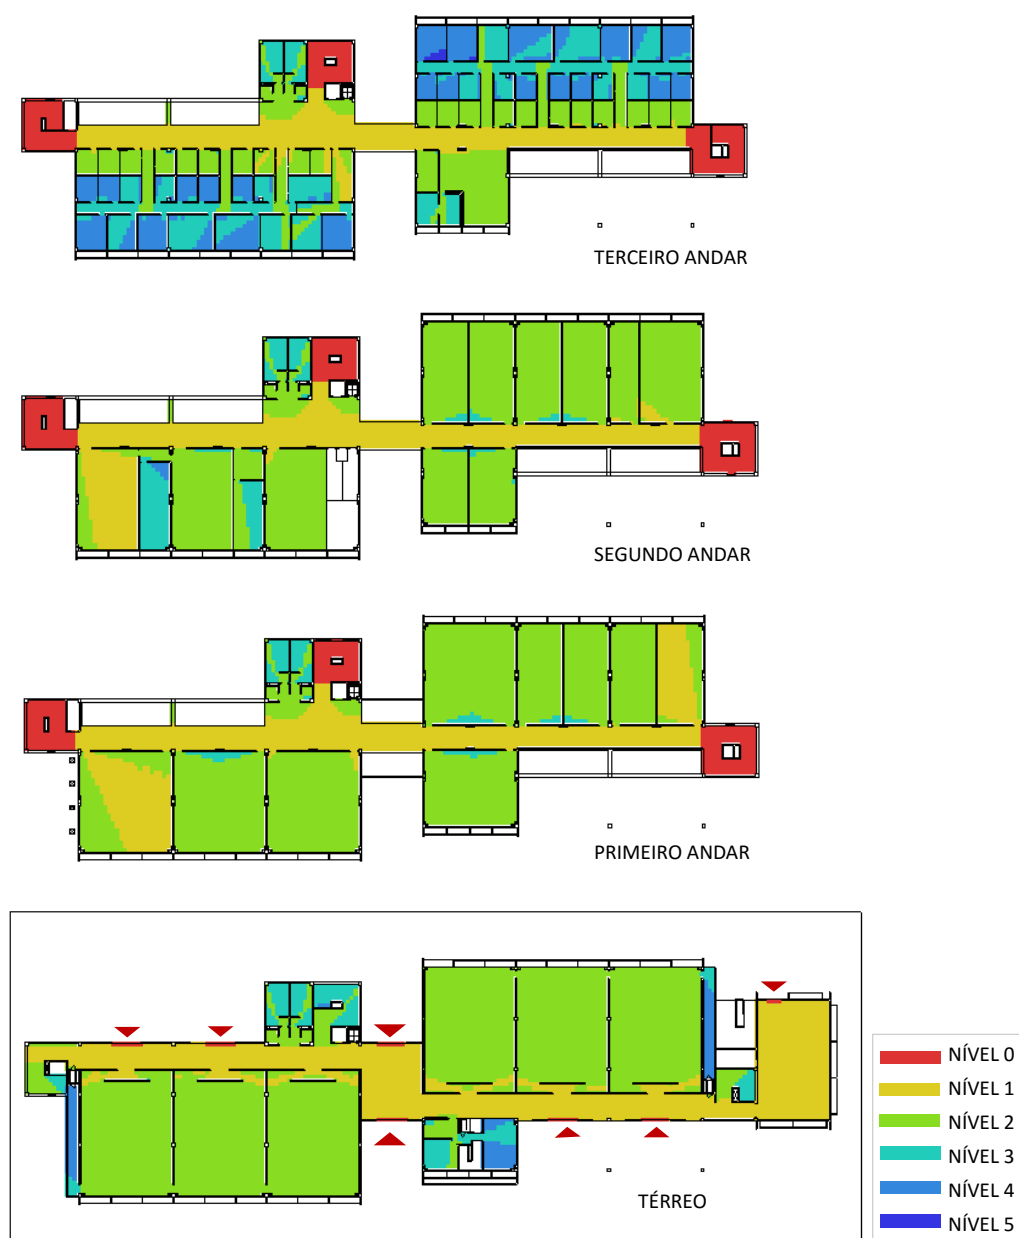 TERCEIRO ANDAR
SEGUNDO ANDAR
PRIMEIRO ANDAR
TÉRREO
NÍVEL 0
NÍVEL 1
NÍVEL 2
NÍVEL 3
NÍVEL 4
NÍVEL 5